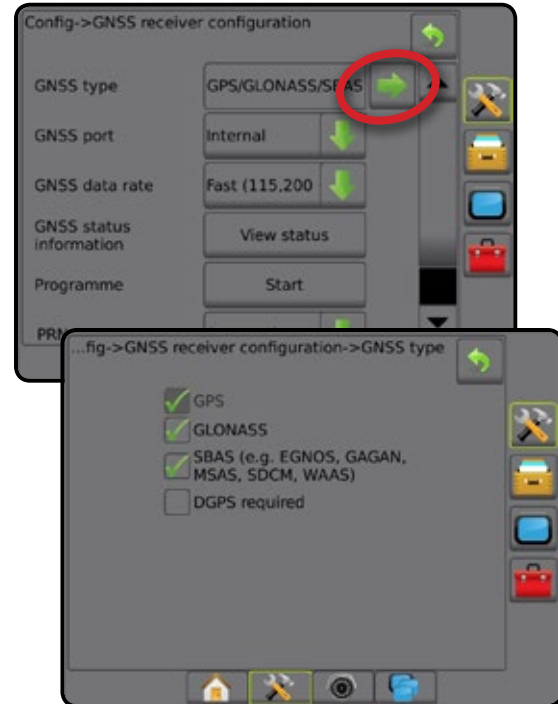 Config->GNSS receiver configuration
GNSS type
GPS/GLONASS/SBAS
GNSS port
Internal
GNSS data rate
Fast (115,200
GNSS status
information
View status
Programme
Start
PRN
...fig->GNSS receiver configuration->GNSS type
GPS
GLONASS
SBAS (e.g. EGNOS, GAGAN,
MSAS, SDCM, WAAS)
DGPS required